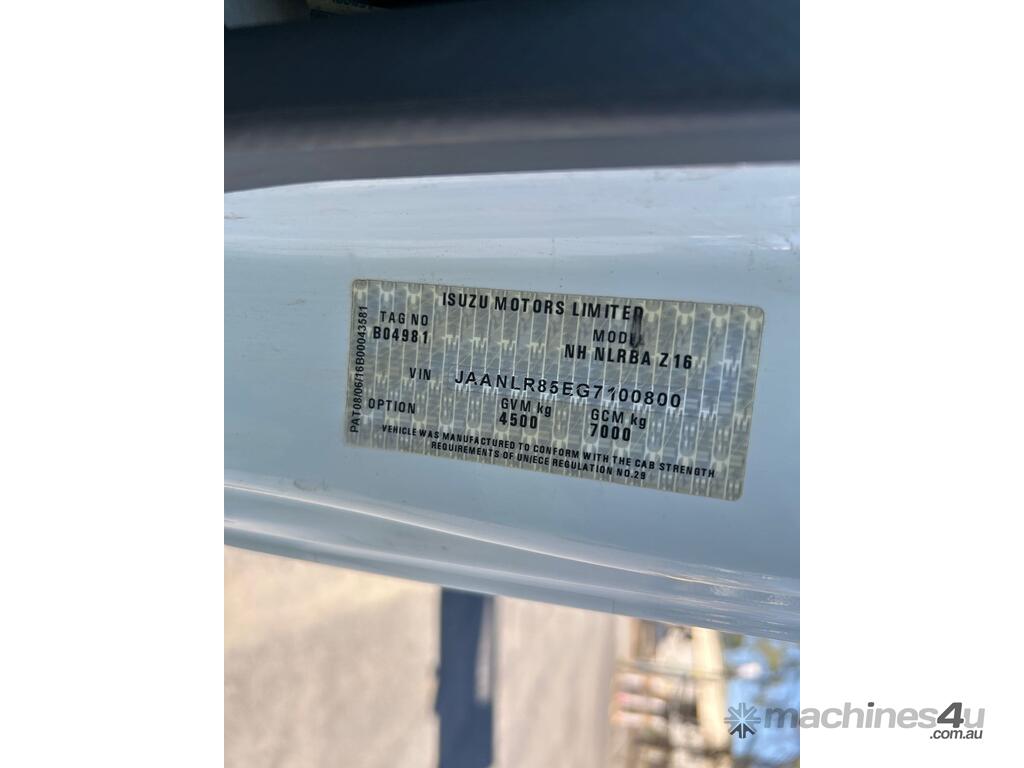 ISUZU MOTORS LIMITED
TAG NO
B04981
MODEL
NH NLRBA Z16
VIN JAANLR85EG7100800
OPTION
GVM kg
4500
GCM kg
7000
VEHICLE WAS MANUFACTURED TO CONFORM WITH THE CAB STRENGTH
REQUIREMENTS OF UNIECE REGULATION NO.29
PAT08/06/16B00043581
machines4u
.com.au